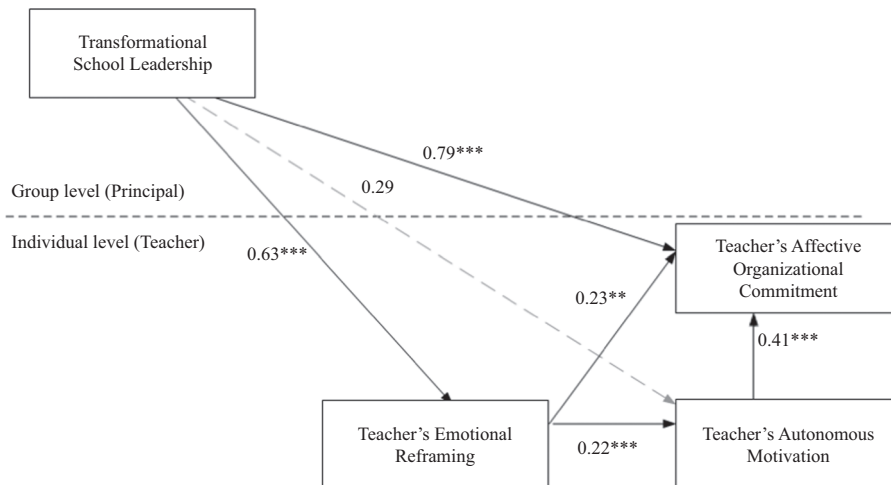 Transformational
School Leadership
0.79***
0.29
Group level (Principal)
Individual level (Teacher)
0.63***
Teacher’s Affective
Organizational
Commitment
0.23**
0.41***
Teacher’s Emotional
Reframing
0.22***
Teacher’s Autonomous
Motivation